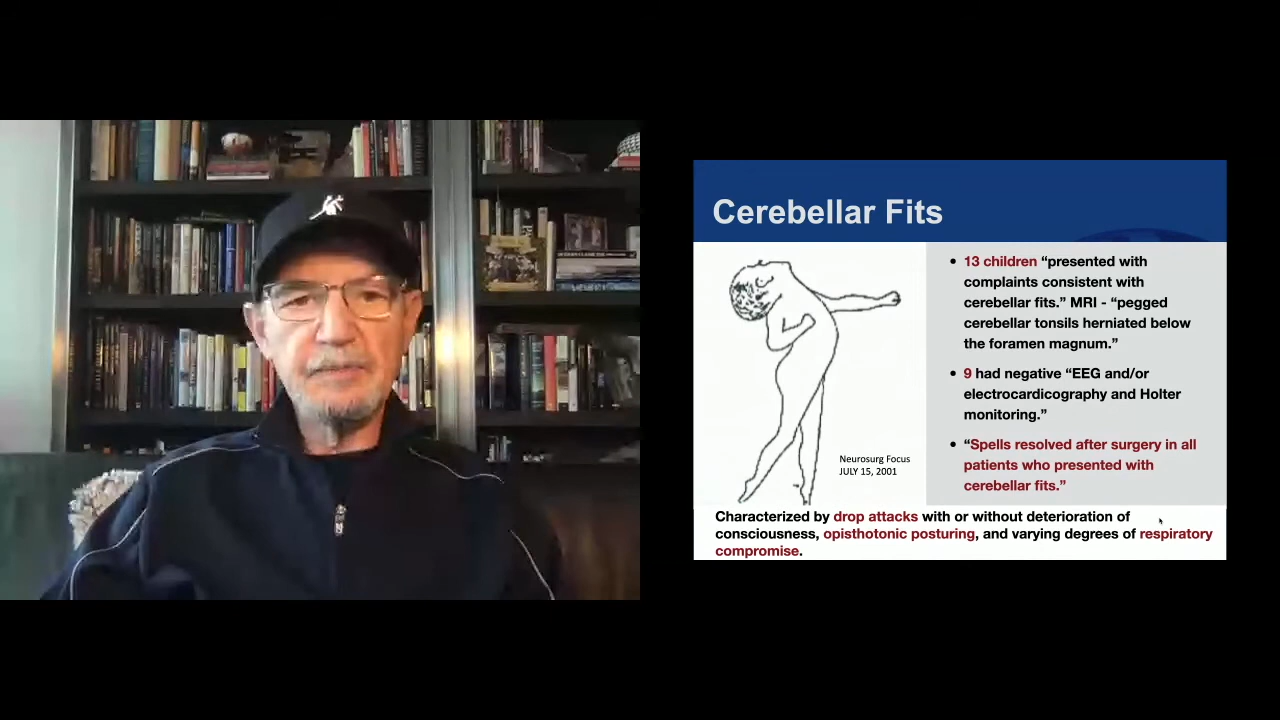 Cerebellar Fits
• 13 children “presented with
complaints consistent with
cerebellar fits.” MRI - “pegged
cerebellar tonsils herniated below
the foramen magnum.”
• 9 had negative “EEG and/or
electrocardicography and Holter
monitoring.”
• “Spells resolved after surgery in all
patients who presented with
cerebellar fits.”
Neurosurg Focus
JULY 15, 2001
Characterized by drop attacks with or without deterioration of
consciousness, opisthotonic posturing, and varying degrees of respiratory
compromise.